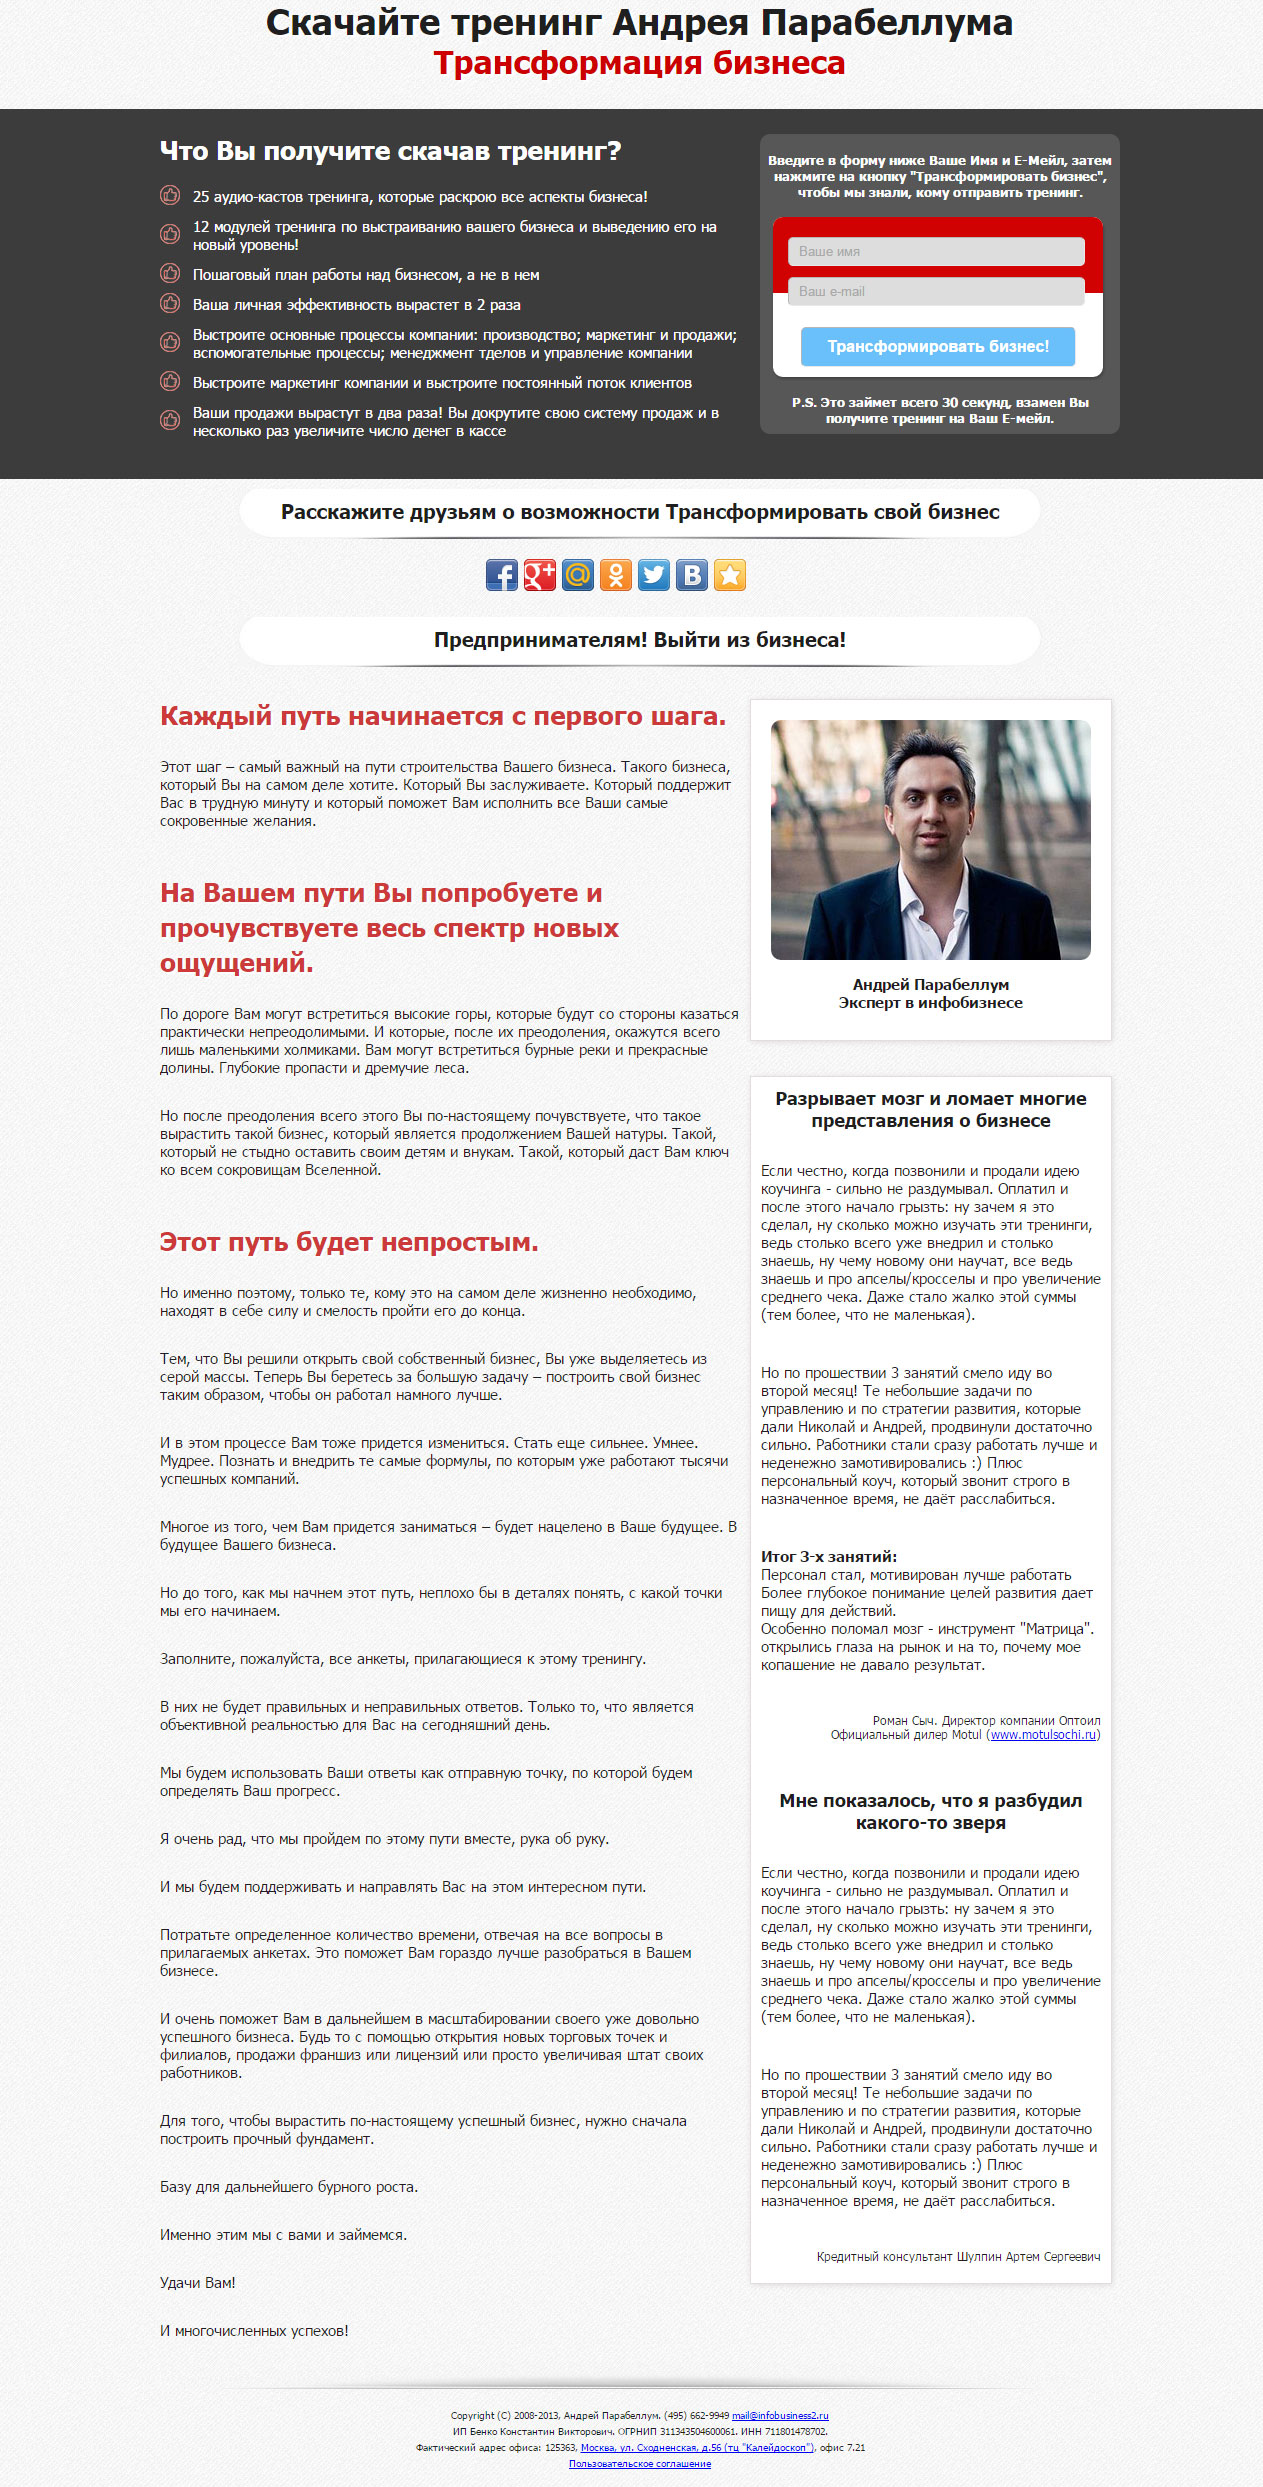 Скачайте тренинг Андрея Парабеллума
Трансформация бизнеса
Что Вы получите скачав тренинг?
25 аудио-кастов тренинга, которые раскрою все аспекты бизнеса!
12 модулей тренинга по выстраиванию вашего бизнеса и выведению его на
новый уровень!
Пошаговый план работы над бизнесом, а не в нем
Ваша личная эффективность вырастет в 2 раза
Выстроите основные процессы компании: производство; маркетинг и продажи;
вспомогательные процессы; менеджмент тделов и управление компании
Выстроите маркетинг компании и выстроите постоянный поток клиентов
Ваши продажи вырастут в два раза! Вы докрутите свою систему продаж и в
несколько раз увеличите число денег в кассе
Введите в форму ниже Ваше Имя и Е-Мейл, затем
нажмите на кнопку "Трансформировать бизнес",
чтобы мы знали, кому отправить тренинг.
Ваше имя
Ваш e-mail
Трансформировать бизнес!
P.S. Это займет всего 30 секунд, взамен Вы
получите тренинг на Ваш Е-мейл.
Расскажите друзьям о возможности Трансформировать свой бизнес
Предпринимателям! Выйти из бизнеса!
Каждый путь начинается с первого шага.
Этот шаг – самый важный на пути строительства Вашего бизнеса. Такого бизнеса,
который Вы на самом деле хотите. Который Вы заслуживаете. Который поддержит
Вас в трудную минуту и который поможет Вам исполнить все Ваши самые
сокровенные желания.
На Вашем пути Вы попробуете и
прочувствуете весь спектр новых
ощущений.
По дороге Вам могут встретиться высокие горы, которые будут со стороны казаться
практически непреодолимыми. И которые, после их преодоления, окажутся всего
лишь маленькими холмиками. Вам могут встретиться бурные реки и прекрасные
долины. Глубокие пропасти и дремучие леса.
Но после преодоления всего этого Вы по-настоящему почувствуете, что такое
вырастить такой бизнес, который является продолжением Вашей натуры. Такой,
который не стыдно оставить своим детям и внукам. Такой, который даст Вам ключ
ко всем сокровищам Вселенной.
Этот путь будет непростым.
Но именно поэтому, только те, кому это на самом деле жизненно необходимо,
находят в себе силу и смелость пройти его до конца.
Тем, что Вы решили открыть свой собственный бизнес, Вы уже выделяетесь из
серой массы. Теперь Вы беретесь за большую задачу – построить свой бизнес
таким образом, чтобы он работал намного лучше.
И в этом процессе Вам тоже придется измениться. Стать еще сильнее. Умнее.
Мудрее. Познать и внедрить те самые формулы, по которым уже работают тысячи
успешных компаний.
Многое из того, чем Вам придется заниматься – будет нацелено в Ваше будущее. В
будущее Вашего бизнеса.
Но до того, как мы начнем этот путь, неплохо бы в деталях понять, с какой точки
мы его начинаем.
Заполните, пожалуйста, все анкеты, прилагающиеся к этому тренингу.
В них не будет правильных и неправильных ответов. Только то, что является
объективной реальностью для Вас на сегодняшний день.
Мы будем использовать Ваши ответы как отправную точку, по которой будем
определять Ваш прогресс.
Я очень рад, что мы пройдем по этому пути вместе, рука об руку.
И мы будем поддерживать и направлять Вас на этом интересном пути.
Потратьте определенное количество времени, отвечая на все вопросы в
прилагаемых анкетах. Это поможет Вам гораздо лучше разобраться в Вашем
бизнесе.
И очень поможет Вам в дальнейшем в масштабировании своего уже довольно
успешного бизнеса. Будь то с помощью открытия новых торговых точек и
филиалов, продажи франшиз или лицензий или просто увеличивая штат своих
работников.
Для того, чтобы вырастить по-настоящему успешный бизнес, нужно сначала
построить прочный фундамент.
Базу для дальнейшего бурного роста.
Именно этим мы с вами и займемся.
Удачи Вам!
И многочисленных успехов!
Андрей Парабеллум
Эксперт в инфобизнесе
Разрывает мозг и ломает многие
представления о бизнесе
Если честно, когда позвонили и продали идею
коучинга - сильно не раздумывал. Оплатил и
после этого начало грызть: ну зачем я это
сделал, ну сколько можно изучать эти тренинги,
ведь столько всего уже внедрил и столько
знаешь, ну чему новому они научат, все ведь
знаешь и про апселы/кросселы и про увеличение
среднего чека. Даже стало жалко этой суммы
(тем более, что не маленькая).
Но по прошествии 3 занятий смело иду во
второй месяц! Те небольшие задачи по
управлению и по стратегии развития, которые
дали Николай и Андрей, продвинули достаточно
сильно. Работники стали сразу работать лучше и
неденежно замотивировались :) Плюс
персональный коуч, который звонит строго в
назначенное время, не даёт расслабиться.
Итог 3-х занятий:
Персонал стал, мотивирован лучше работать
Более глубокое понимание целей развития дает
пищу для действий.
Особенно поломал мозг - инструмент "Матрица".
открылись глаза на рынок и на то, почему мое
копашение не давало результат.
Роман Сыч. Директор компании Оптоил
Официальный дилер Motul (www.motulsochi.ru)
Мне показалось, что я разбудил
какого-то зверя
Если честно, когда позвонили и продали идею
коучинга - сильно не раздумывал. Оплатил и
после этого начало грызть: ну зачем я это
сделал, ну сколько можно изучать эти тренинги,
ведь столько всего уже внедрил и столько
знаешь, ну чему новому они научат, все ведь
знаешь и про апселы/кросселы и про увеличение
среднего чека. Даже стало жалко этой суммы
(тем более, что не маленькая).
Но по прошествии 3 занятий смело иду во
второй месяц! Те небольшие задачи по
управлению и по стратегии развития, которые
дали Николай и Андрей, продвинули достаточно
сильно. Работники стали сразу работать лучше и
неденежно замотивировались :) Плюс
персональный коуч, который звонит строго в
назначенное время, не даёт расслабиться.
Кредитный консультант Шулпин Артем Сергеевич
Copyright (C) 2008-2013, Андрей Парабеллум. (495) 662-9949 mail@infobusiness2.ru
ИП Бенко Константин Викторович. ОГРНИП 311343504600061. ИНН 711801478702.
Фактический адрес офиса: 125363, Москва, ул. Сходненская, д.56 (тц "Калейдоскоп"), офис 7.21
Пользовательское соглашение